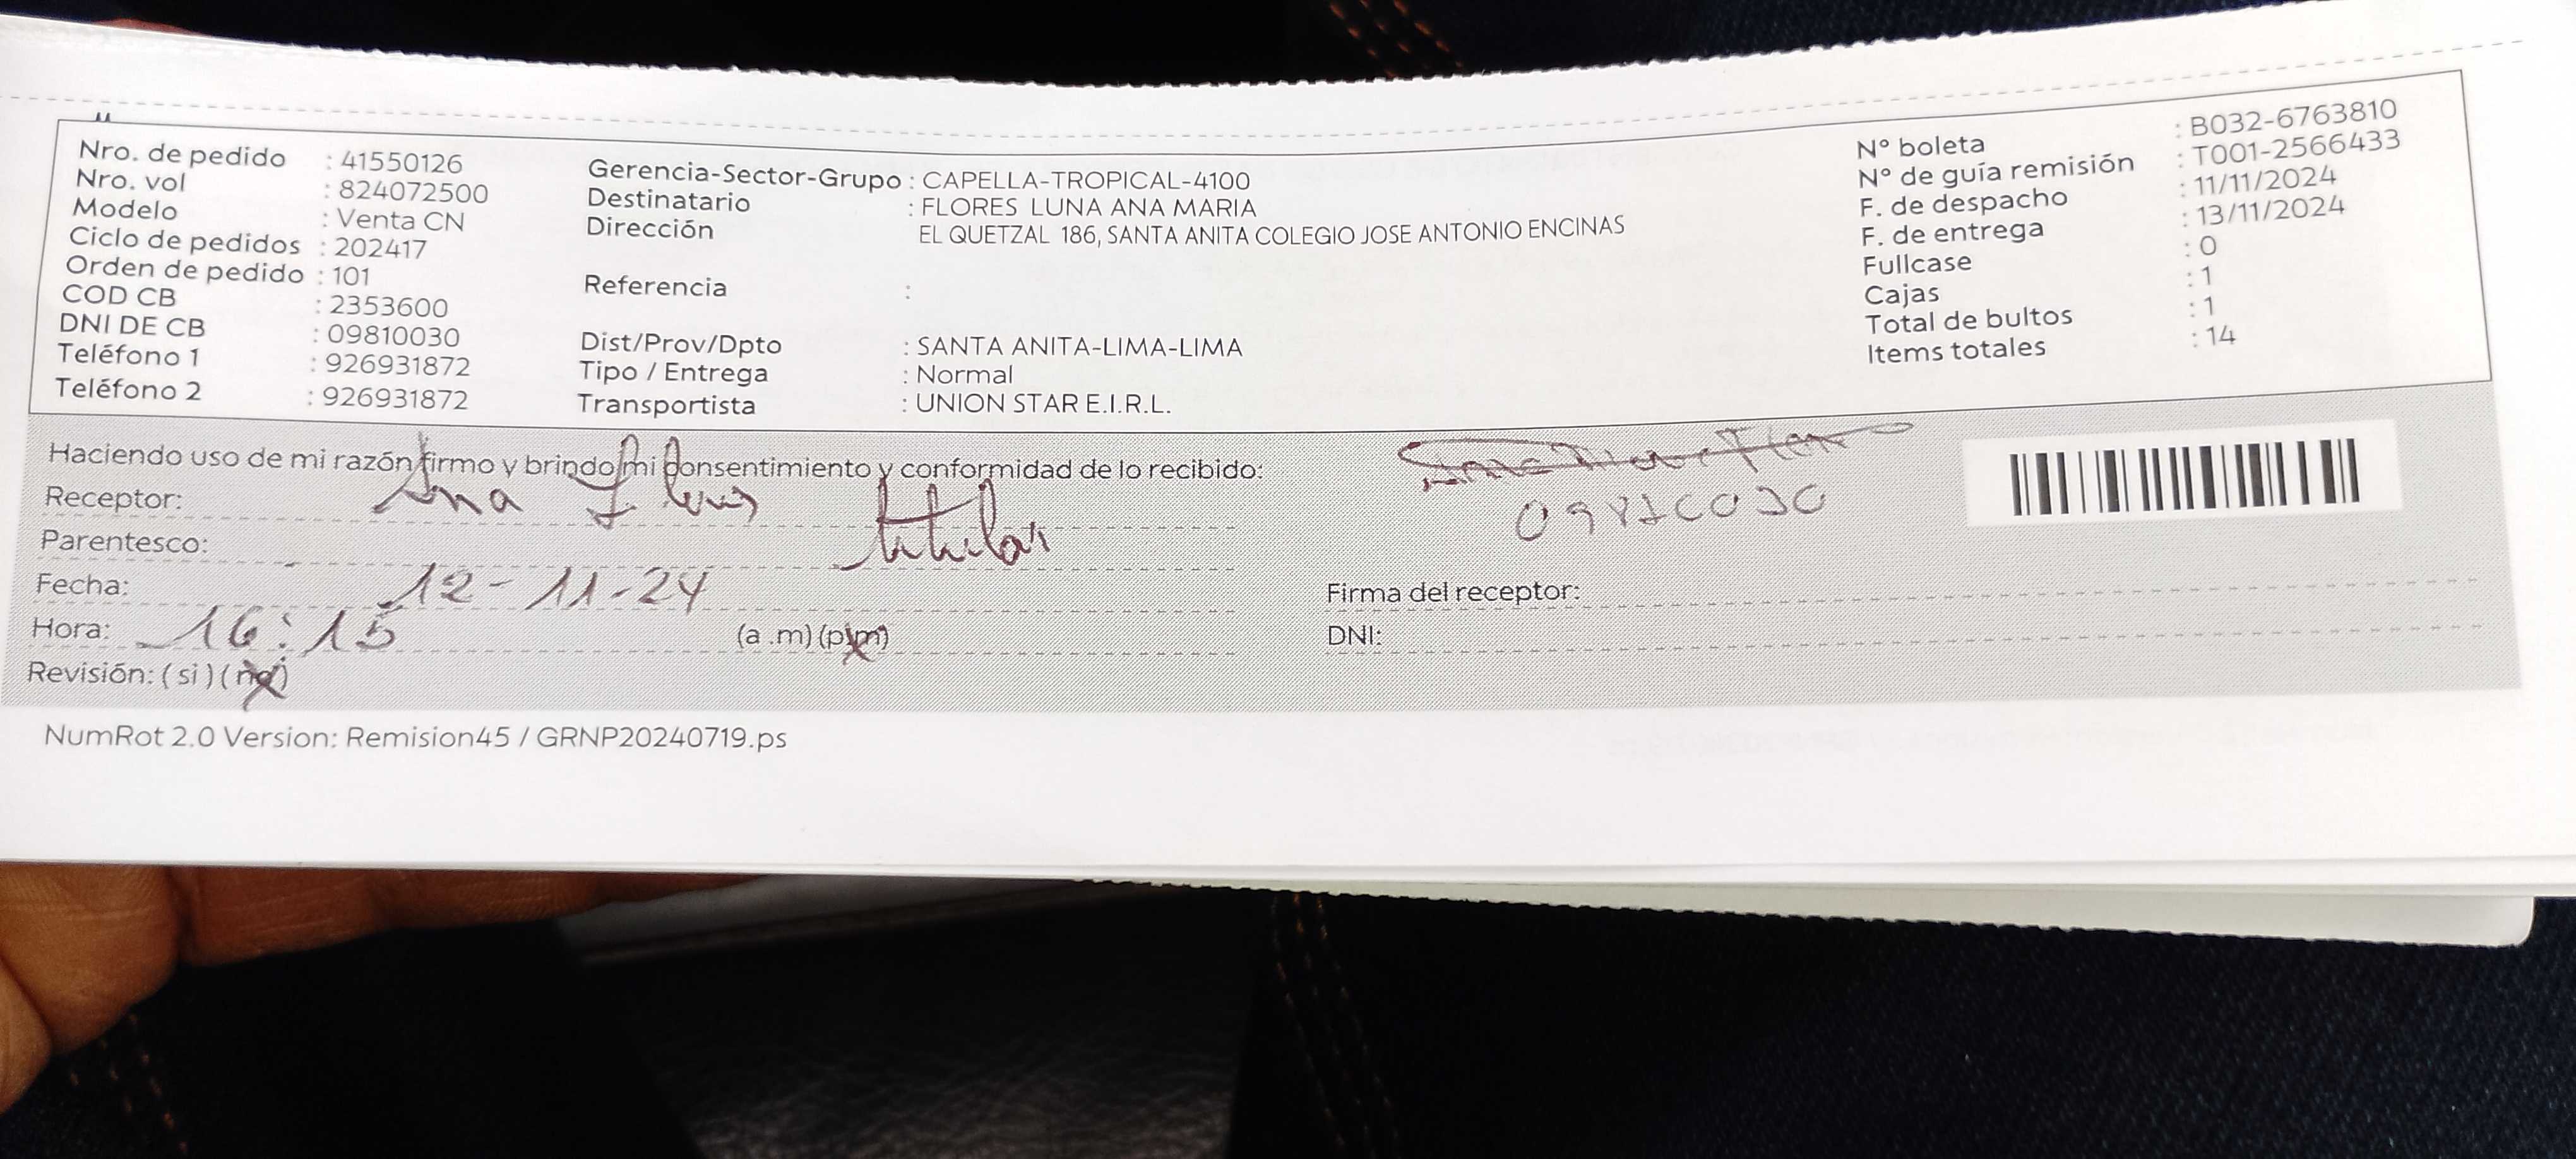 Nro. de pedido : 41550126
Nro. vol : 824072500
Modelo : Venta CN
Ciclo de pedidos : 202417
Orden de pedido : 101
COD CB : 2353600
DNI DE CB : 09810030
Teléfono 1 : 926931872
Teléfono 2 : 926931872
Gerencia-Sector-Grupo : CAPELLA-TROPICAL-4100
Destinatario : FLORES LUNA ANA MARIA
Dirección EL QUETZAL 186, SANTA ANITA COLEGIO JOSE ANTONIO ENCINAS
Referencia :
Dist/Prov/Dpto : SANTA ANITA-LIMA-LIMA
Tipo / Entrega : Normal
Transportista : UNION STAR E.I.R.L.
N° boleta : B032-6763810
N° de guía remisión : T001-2566433
F. de despacho : 11/11/2024
F. de entrega : 13/11/2024
Fullcase : 0
Cajas : 1
Total de bultos : 1
Items totales : 14
Haciendo uso de mi razón firmo y brindo mi consentimiento y conformidad de lo recibido:
Receptor: Ana
Parentesco: titular
Fecha: 12-11-24
Hora: 16:15 (a .m) (p.m)
Revisión: ( si ) ( no )
09810030
Firma del receptor:
DNI:
NumRot 2.0 Version: Remision45 / GRNP20240719.ps